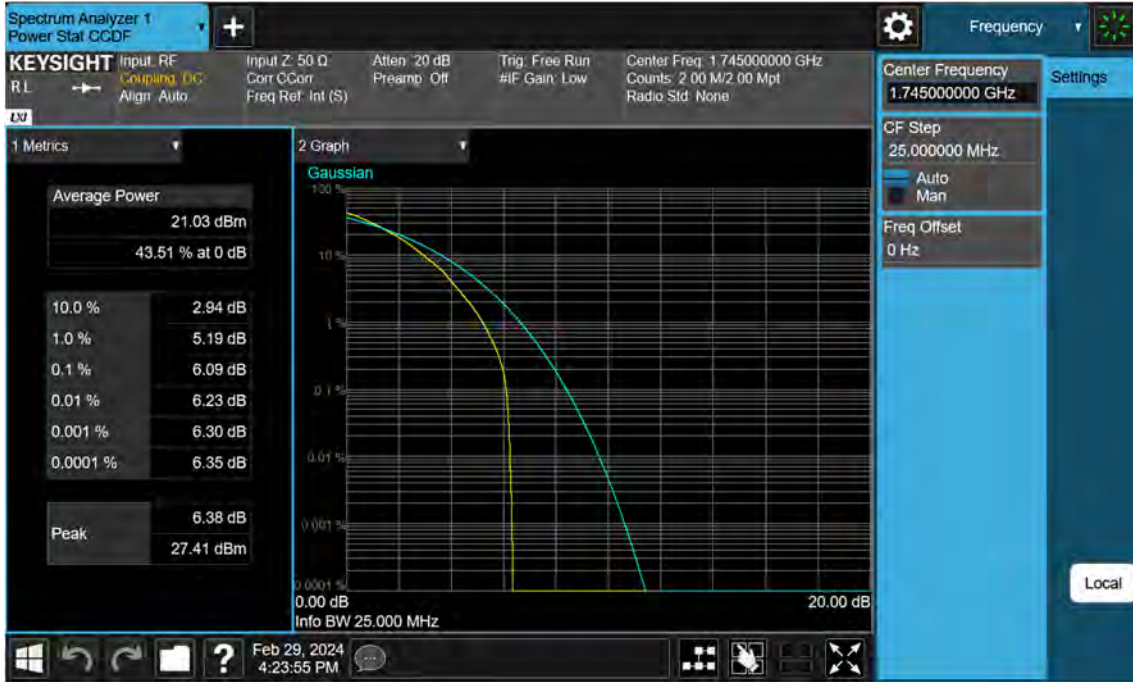 Spectrum Analyzer 1
Power Stat CCDF
+
Frequency
KEYSIGHT
R L
LXI
Input: RF
Coupling: DC
Align: Auto
Input Z: 50 Ω
Corr CCorr
Freq Ref: Int (S)
Atten: 20 dB
Preamp: Off
Trig: Free Run
#IF Gain: Low
Center Freq: 1.745000000 GHz
Counts: 2.00 M/2.00 Mpt
Radio Std: None
Center Frequency
1.745000000 GHz
Settings
CF Step
25.000000 MHz
Auto
Man
Freq Offset
0 Hz
1 Metrics
Average Power
21.03 dBm
43.51 % at 0 dB
10.0 % 2.94 dB
1.0 % 5.19 dB
0.1 % 6.09 dB
0.01 % 6.23 dB
0.001 % 6.30 dB
0.0001 % 6.35 dB
Peak
6.38 dB
27.41 dBm
2 Graph
Gaussian
100 %
10 %
1 %
0.1 %
0.01 %
0.001 %
0.0001 %
0.00 dB
20.00 dB
Info BW 25.000 MHz
Local
?
Feb 29, 2024
4:23:55 PM